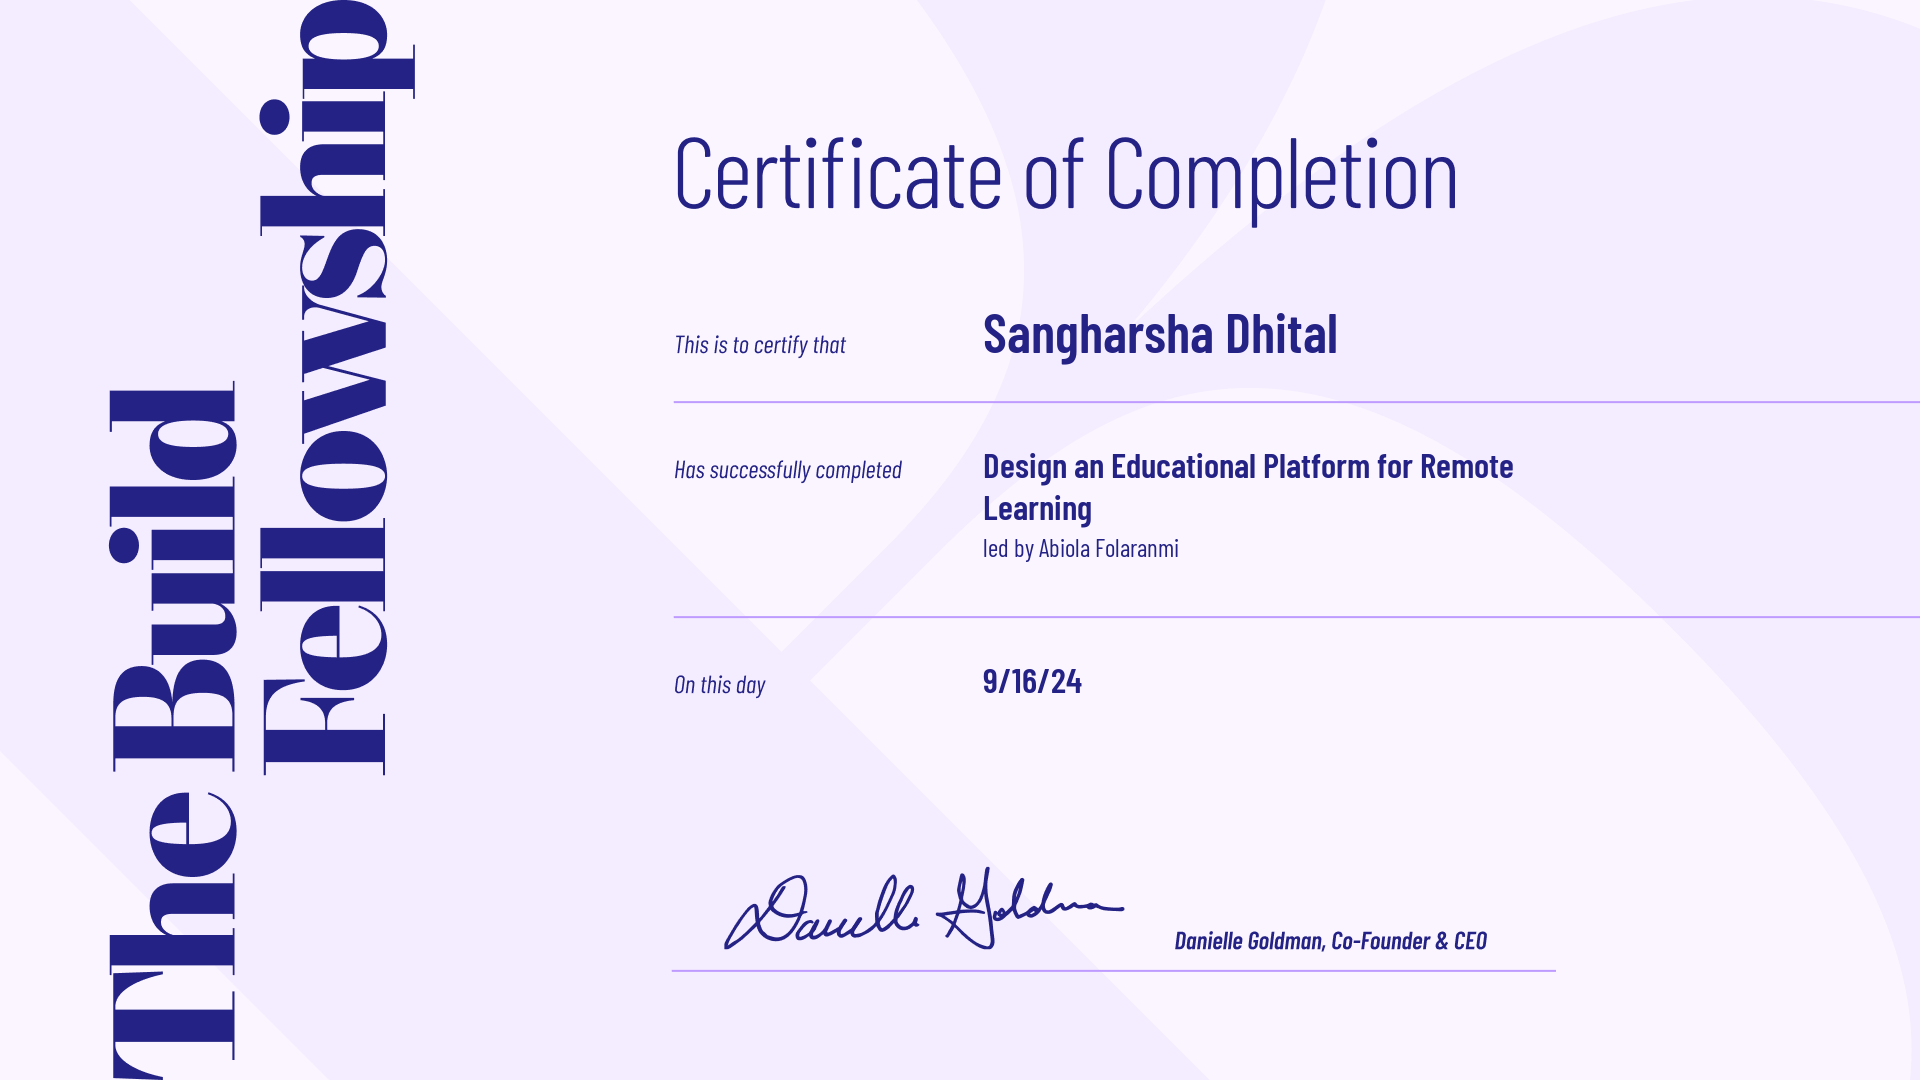 The Build
Fellowship
Certificate of Completion
This is to certify that
Sangharsha Dhital
Has successfully completed
Design an Educational Platform for Remote
Learning
led by Abiola Folaranmi
On this day
9/16/24
Danielle Goldman
Danielle Goldman, Co-Founder & CEO